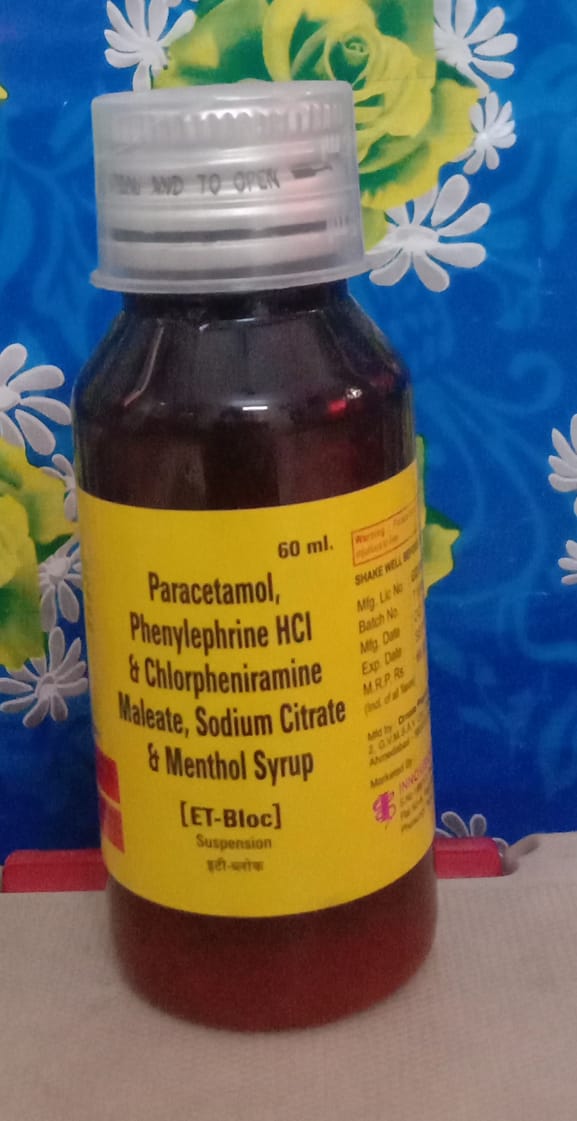 AND TO OPEN
60 ml.
Paracetamol,
Phenylephrine HCl
& Chlorpheniramine
Maleate, Sodium Citrate
& Menthol Syrup
[ET-Bloc]
Suspension
इटी-ब्लोक
Warning
SHAKE WELL
Mfg. Lic No.
Batch No.
Mfg. Date
Exp. Date
M.R.P. Rs.
(Incl. of all Taxes)
Mfd by.
2, G.V.M.S.A.V.
Ahmedabad
Marketed By